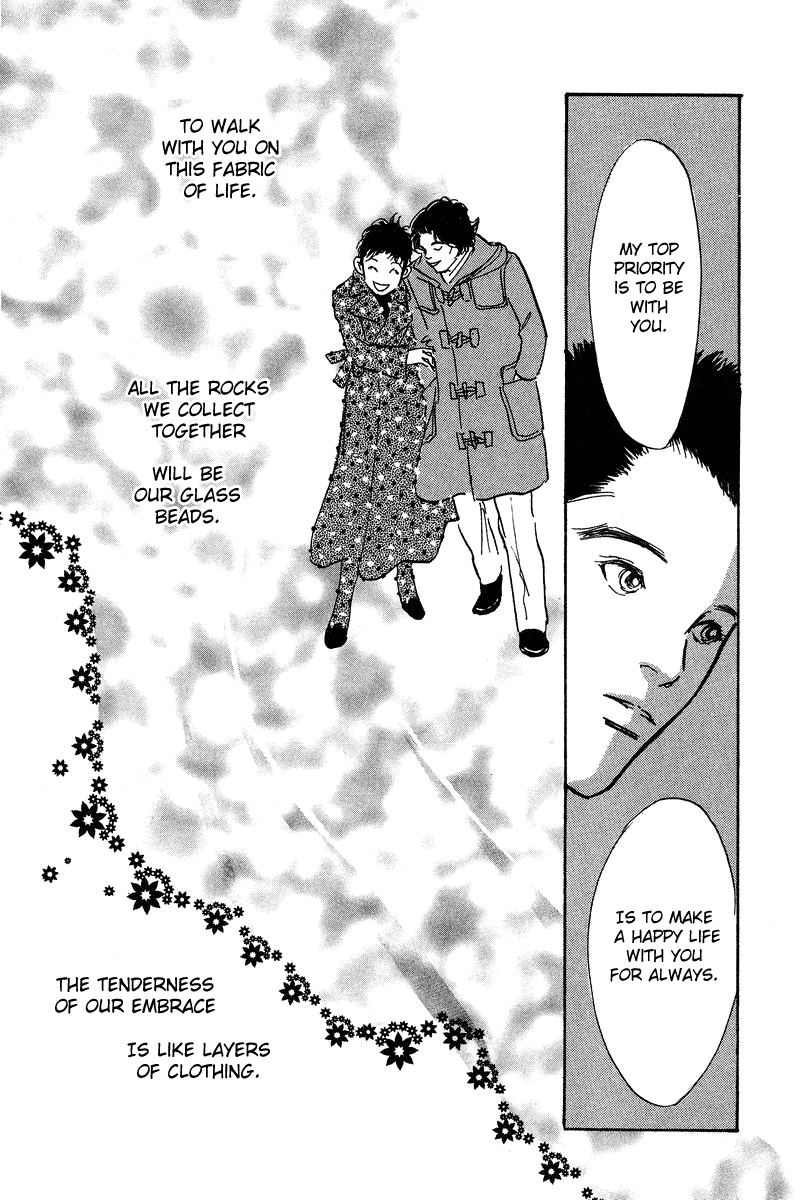 MY TOP
PRIORITY
IS TO BE
WITH
YOU.
IS TO MAKE
A HAPPY LIFE
WITH YOU
FOR ALWAYS.
TO WALK
WITH YOU ON
THIS FABRIC
OF LIFE.
ALL THE ROCKS
WE COLLECT
TOGETHER
WILL BE
OUR GLASS
BEADS.
THE TENDERNESS
OF OUR EMBRACE
IS LIKE LAYERS
OF CLOTHING.